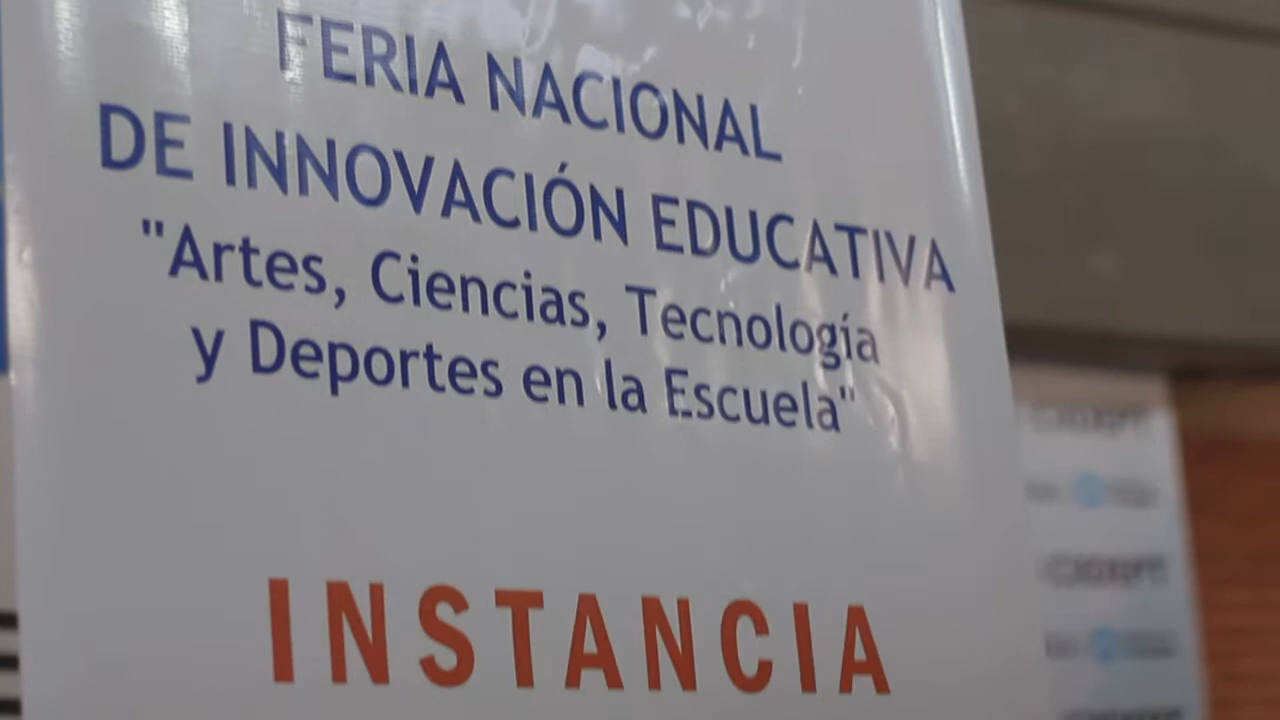 FERIA NACIONAL
DE INNOVACIÓN EDUCATIVA
"Artes, Ciencias, Tecnología
y Deportes en la Escuela"
INSTANCIA